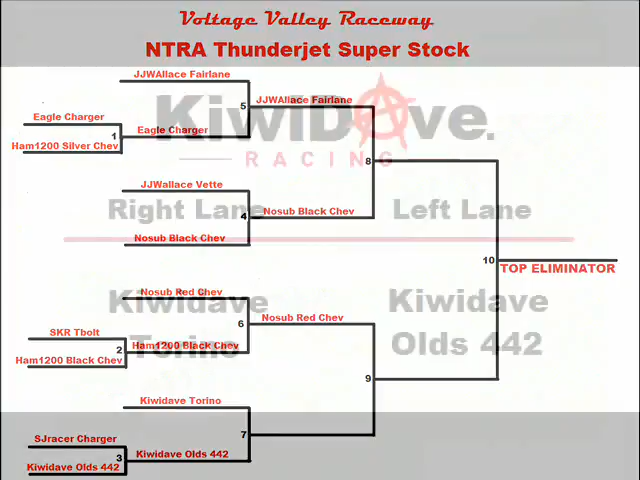 Voltage Valley Raceway
NTRA Thunderjet Super Stock
JJWAllace Fairlane
5
JJWAllace Fairlane
Eagle Charger
1
Eagle Charger
Ham1200 Silver Chev
KiwiDAve.
RACING
8
JJWallace Vette
Right Lane
4
Nosub Black Chev
Left Lane
Nosub Black Chev
10
TOP ELIMINATOR
Nosub Red Chev
Kiwidave
Torino
Kiwidave
Olds 442
6
Nosub Red Chev
SKR Tbolt
2
Ham1200 Black Chev
Ham1200 Black Chev
9
Kiwidave Torino
7
SJracer Charger
3
Kiwidave Olds 442
Kiwidave Olds 442